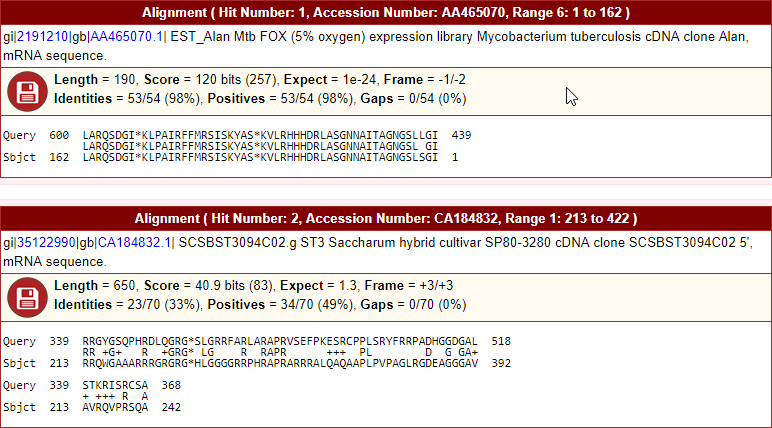 Alignment ( Hit Number: 1, Accession Number: AA465070, Range 6: 1 to 162 )
gi|2191210|gb|AA465070.1| EST_Alan Mtb FOX (5% oxygen) expression library Mycobacterium tuberculosis cDNA clone Alan,
mRNA sequence.
Length = 190, Score = 120 bits (257), Expect = 1e-24, Frame = -1/-2
Identities = 53/54 (98%), Positives = 53/54 (98%), Gaps = 0/54 (0%)
Query 600 LARQSDGI*KLPAIRFFMRSISKYAS*KVLRHHHDRLASGNNAITAGNGSLLGI 439
LARQSDGI*KLPAIRFFMRSISKYAS*KVLRHHHDRLASGNNAITAGNGSL GI
Sbjct 162 LARQSDGI*KLPAIRFFMRSISKYAS*KVLRHHHDRLASGNNAITAGNGSLSGI 1
Alignment ( Hit Number: 2, Accession Number: CA184832, Range 1: 213 to 422 )
gi|35122990|gb|CA184832.1| SCSBST3094C02.g ST3 Saccharum hybrid cultivar SP80-3280 cDNA clone SCSBST3094C02 5',
mRNA sequence.
Length = 650, Score = 40.9 bits (83), Expect = 1.3, Frame = +3/+3
Identities = 23/70 (33%), Positives = 34/70 (49%), Gaps = 0/70 (0%)
Query 339 RRGYGSQPHRDLQGRG*SLGRRFARLARAPRVSEFPKESRCPPLSRYFRRPADHGGDGAL 518
RR +G+ R +GRG* LG R RAPR +++ PL D G GA+
Sbjct 213 RRQWGAAARRRGRGRG*HLGGGGRRPHRAPRARRRALQAQAAPLPVPAGLRGDEAGGGAV 392
Query 339 STKRISRCSA 368
+ +++ R A
Sbjct 213 AVRQVPRSQA 242